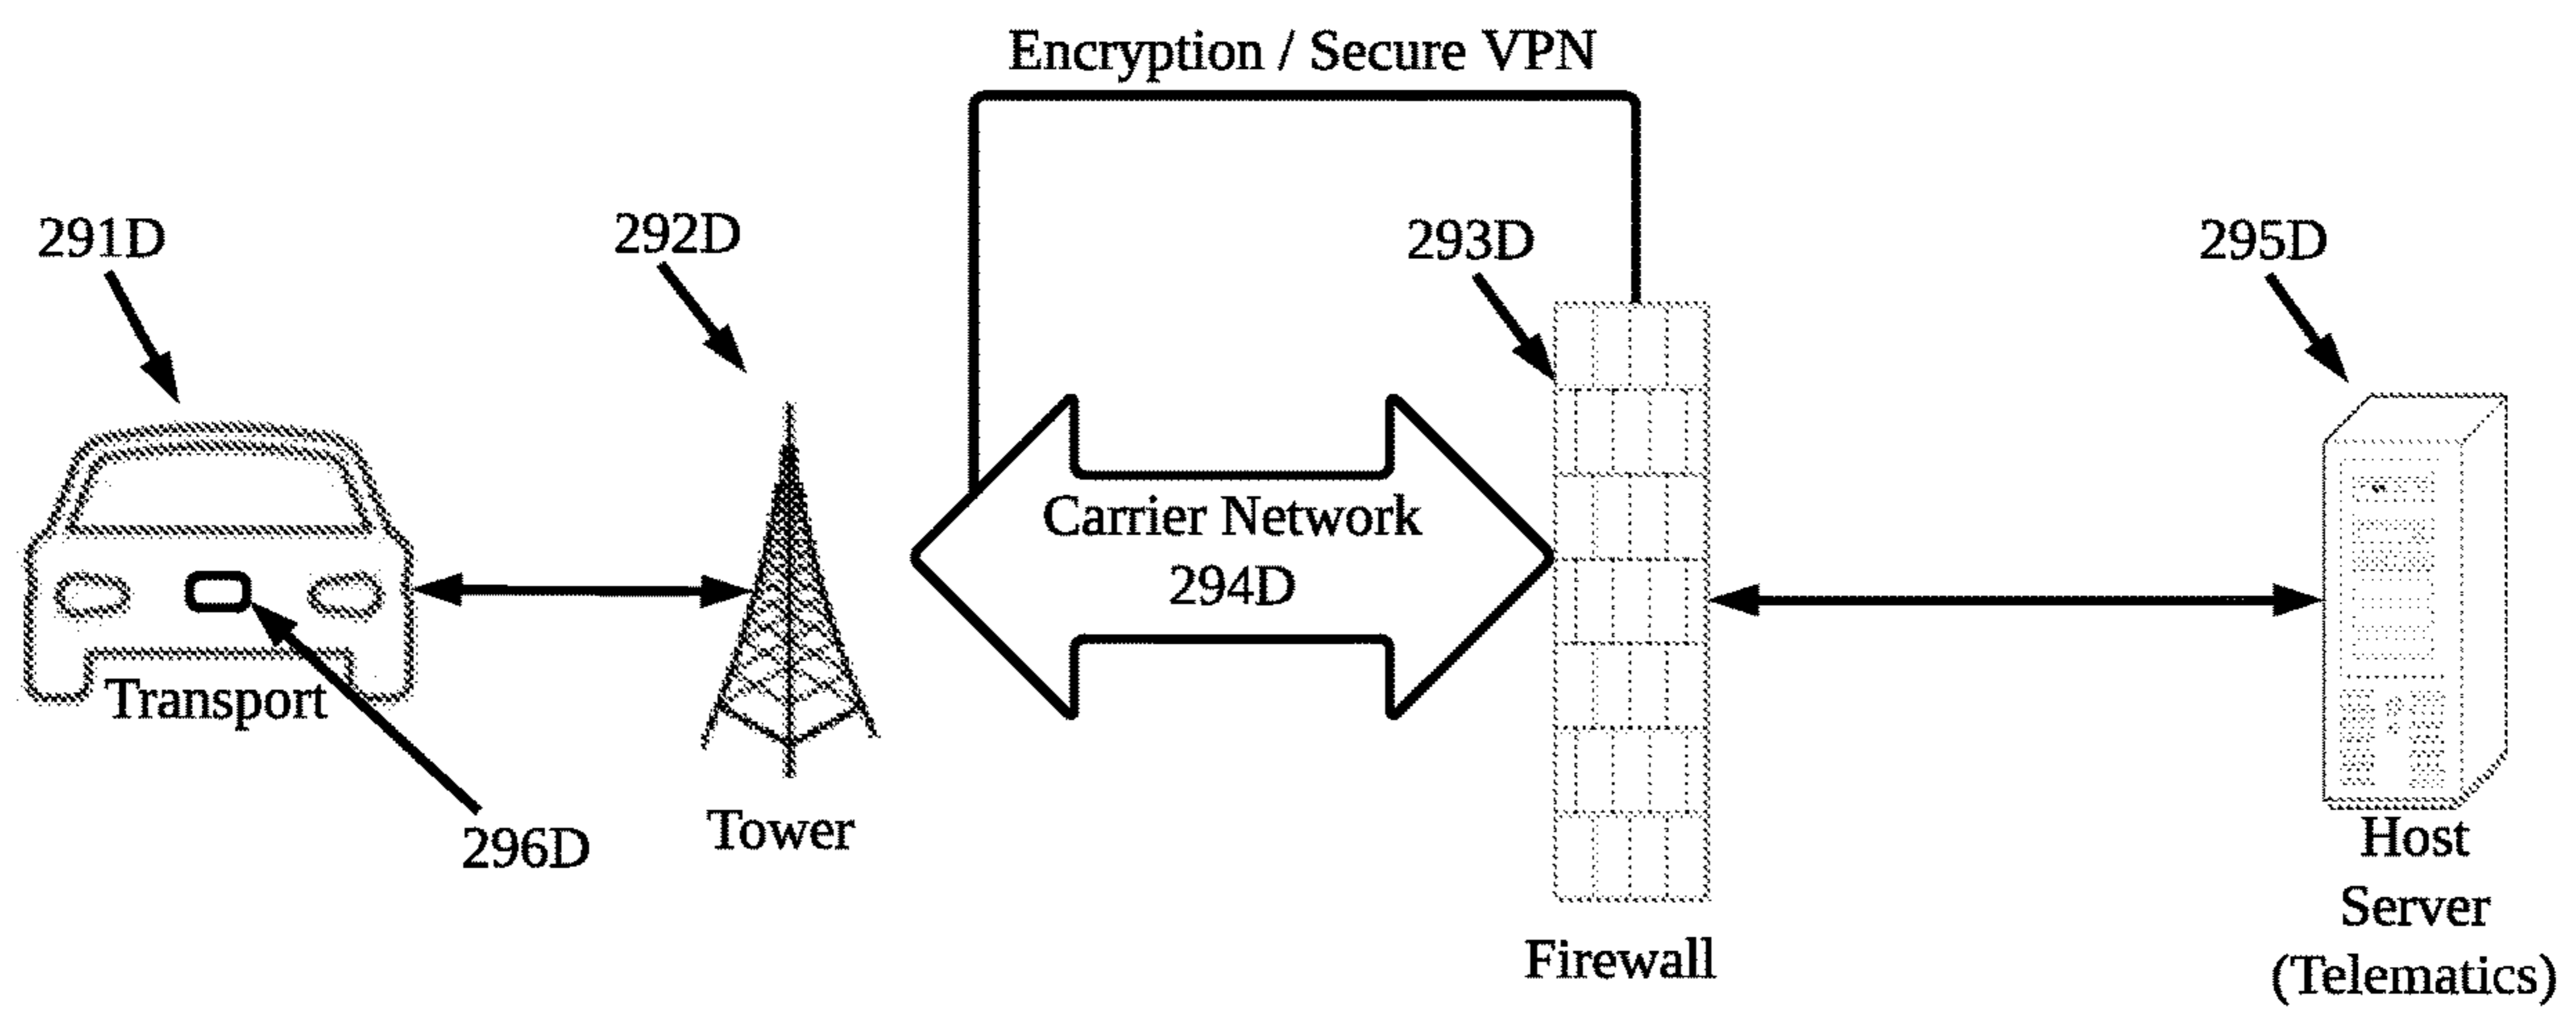 Encryption / Secure VPN
291D
292D
293D
295D
Carrier Network
294D
Transport
296D
Tower
Firewall
Host
Server
(Telematics)